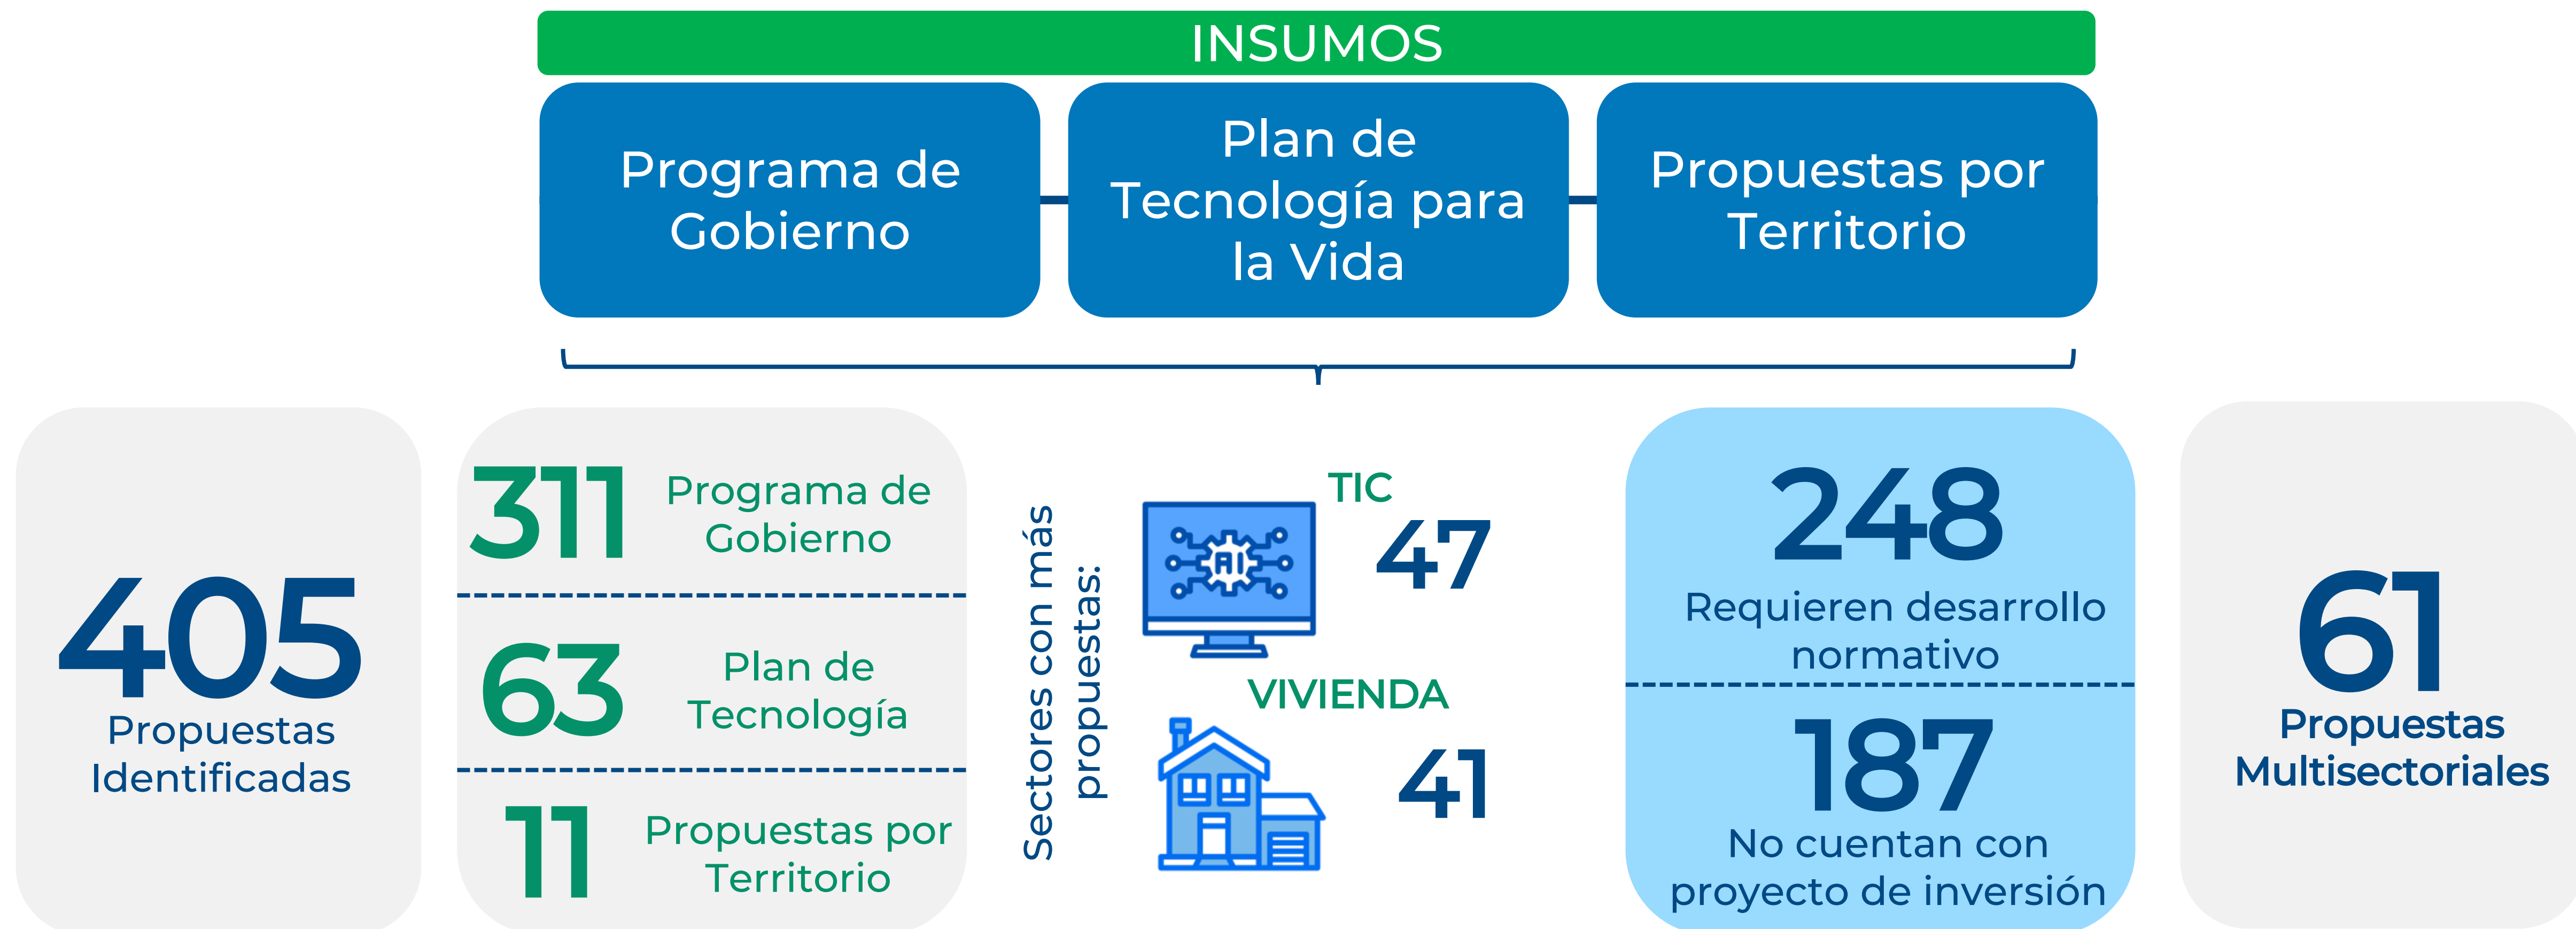 INSUMOS
Programa de
Gobierno
Plan de
Tecnología para
la Vida
Propuestas por
Territorio
405
Propuestas
Identificadas
311
Programa de
Gobierno
63
Plan de
Tecnología
11
Propuestas por
Territorio
Sectores con más
propuestas:
TIC
AI
47
VIVIENDA
41
248
Requieren desarrollo
normativo
187
No cuentan con
proyecto de inversión
61
Propuestas
Multisectoriales